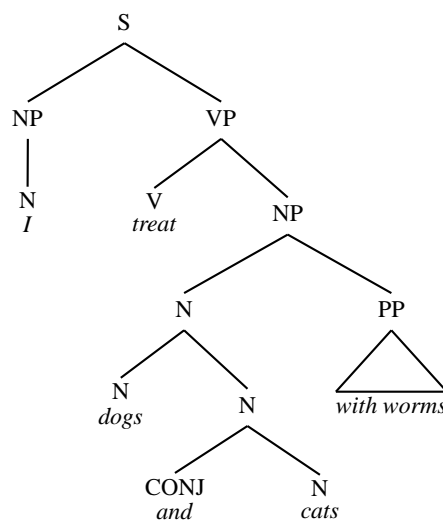 S
NP VP
N V NP
I treat
N PP
N N with worms
dogs
CONJ N
and cats